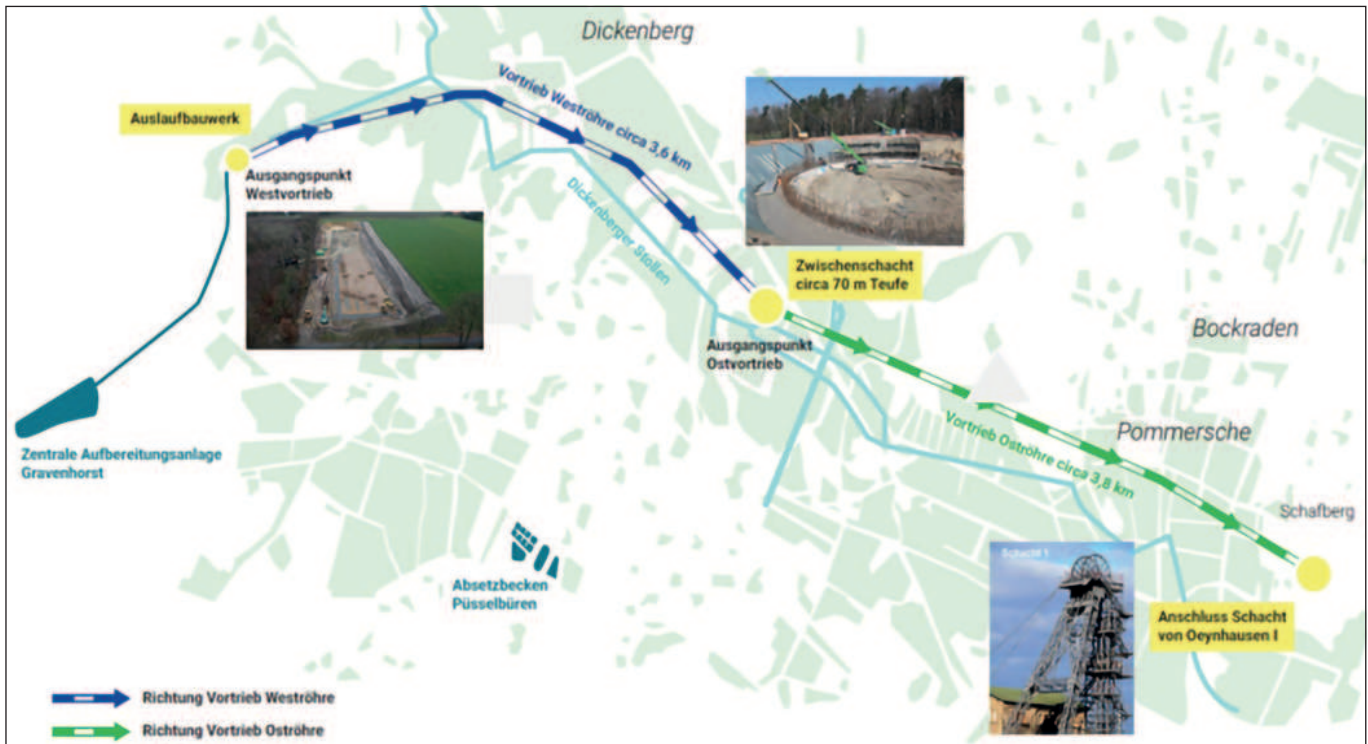 Dickenberg
Auslaufbauwerk
Vortrieb Weströhre circa 3,6 km
Ausgangspunkt
Westvortrieb
Dickenberger Stollen
Zwischenschacht
circa 70 m Teufe
Ausgangspunkt
Ostvortrieb
Bockraden
Vortrieb Oströhre circa 3,8 km
Pommersche
Zentrale Aufbereitungsanlage
Gravenhorst
Schafberg
Absetzbecken
Püsselbüren
Schacht 1
Anschluss Schacht
von Oeynhausen I
Richtung Vortrieb Weströhre
Richtung Vortrieb Oströhre